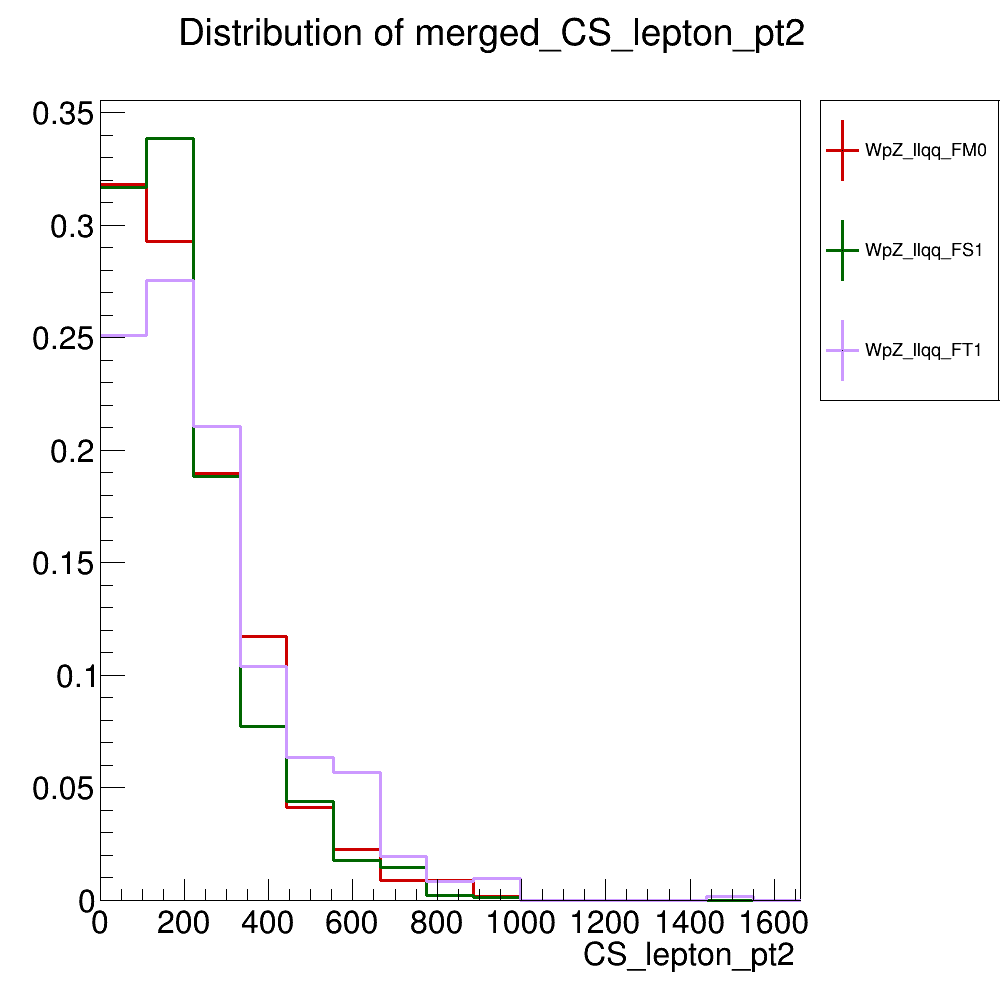 Distribution of merged_CS_lepton_pt2
0.35
0.3
0.25
0.2
0.15
0.1
0.05
0
0 200 400 600 800 1000 1200 1400 1600
CS_lepton_pt2
WpZ_llqq_FM0
WpZ_llqq_FS1
WpZ_llqq_FT1